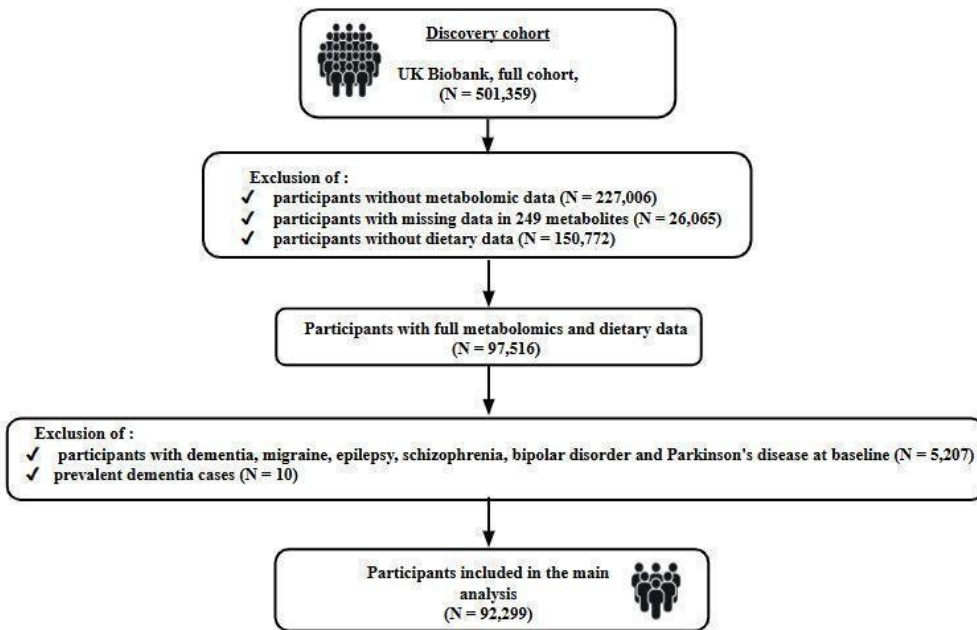 Discovery cohort
UK Biobank, full cohort,
(N = 501,359)
Exclusion of :
✓ participants without metabolomic data (N = 227,006)
✓ participants with missing data in 249 metabolites (N = 26,065)
✓ participants without dietary data (N = 150,772)
Participants with full metabolomics and dietary data
(N = 97,516)
Exclusion of :
✓ participants with dementia, migraine, epilepsy, schizophrenia, bipolar disorder and Parkinson's disease at baseline (N = 5,207)
✓ prevalent dementia cases (N = 10)
Participants included in the main
analysis
(N = 92,299)